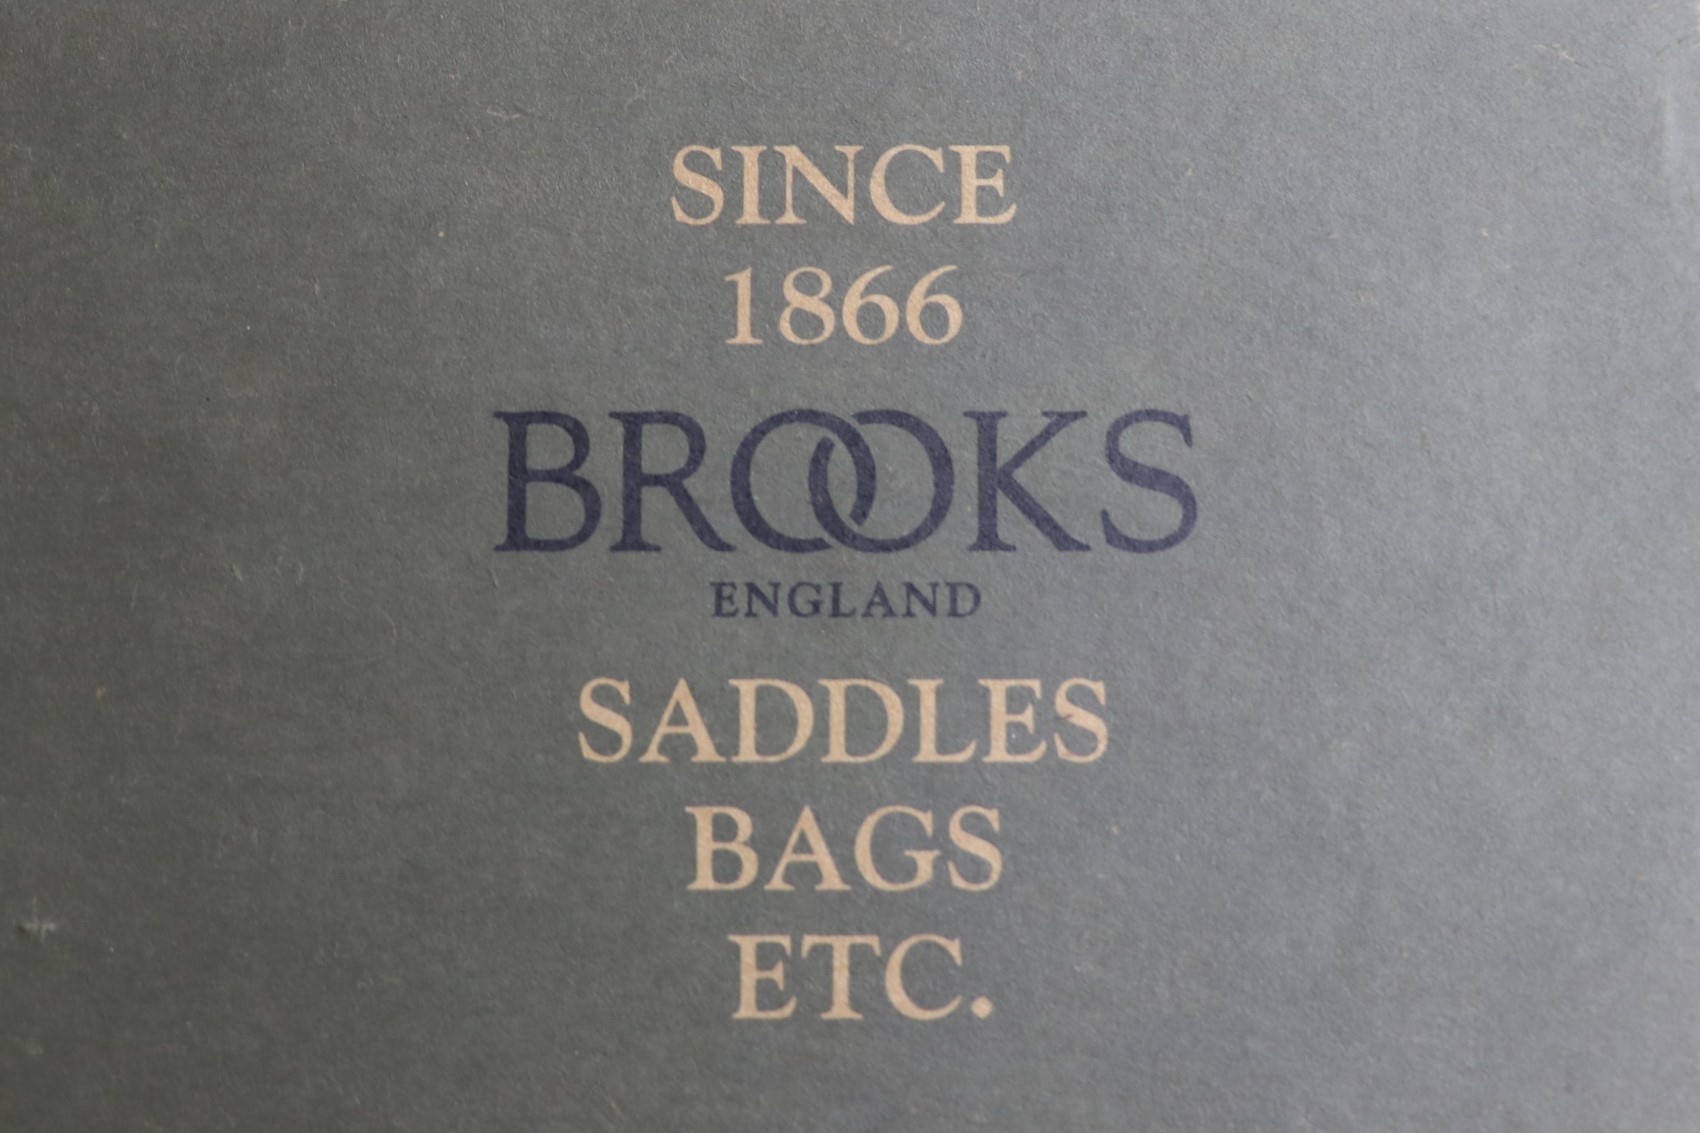 SINCE
1866
BROOKS
ENGLAND
SADDLES
BAGS
ETC.